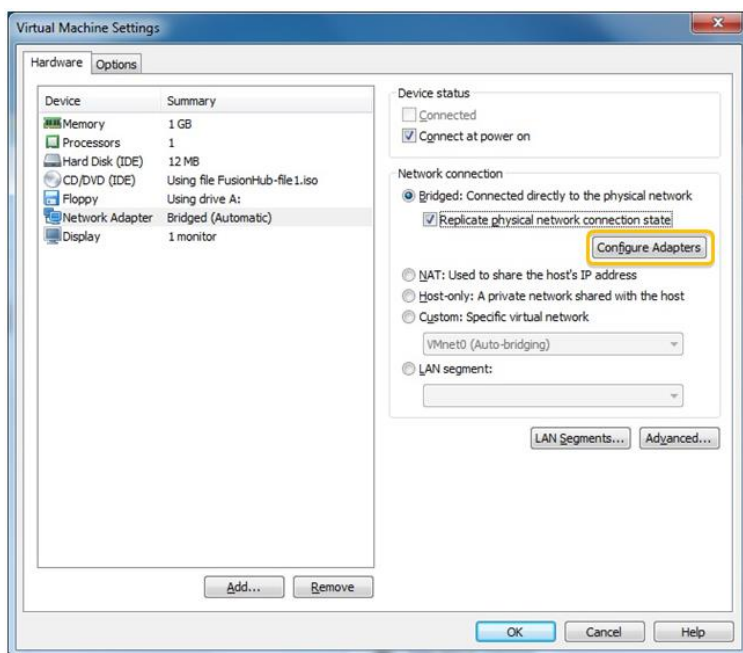 Virtual Machine Settings
Hardware Options
Device Summary
Memory 1 GB
Processors 1
Hard Disk (IDE) 12 MB
CD/DVD (IDE) Using file FusionHub-file1.iso
Floppy Using drive A:
Network Adapter Bridged (Automatic)
Display 1 monitor
Add... Remove
Device status
Connected
Connect at power on
Network connection
Bridged: Connected directly to the physical network
Replicate physical network connection state
Configure Adapters
NAT: Used to share the host's IP address
Host-only: A private network shared with the host
Custom: Specific virtual network
VMnet0 (Auto-bridging)
LAN segment:
LAN Segments... Advanced...
OK Cancel Help